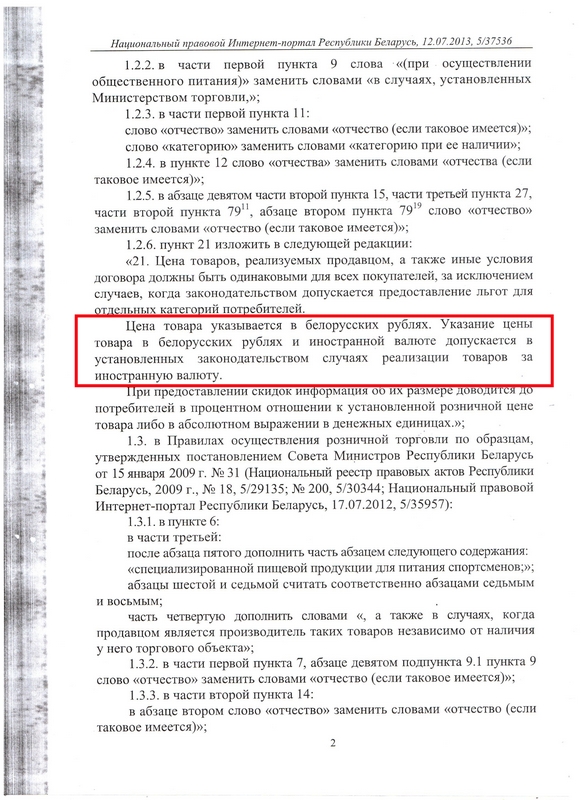 Национальный правовой Интернет-портал Республики Беларусь, 12.07.2013, 5/37536
1.2.2. в части первой пункта 9 слова «(при осуществлении
общественного питания)» заменить словами «в случаях, установленных
Министерством торговли,»;
1.2.3. в части первой пункта 11:
слово «отчество» заменить словами «отчество (если таковое имеется)»;
слово «категорию» заменить словами «категорию при ее наличии»;
1.2.4. в пункте 12 слово «отчества» заменить словами «отчества (если
таковое имеется)»;
1.2.5. в абзаце девятом части второй пункта 15, части третьей пункта 27,
части второй пункта 79¹¹, абзаце втором пункта 79¹⁹ слово «отчество»
заменить словами «отчество (если таковое имеется)»;
1.2.6. пункт 21 изложить в следующей редакции:
«21. Цена товаров, реализуемых продавцом, а также иные условия
договора должны быть одинаковыми для всех покупателей, за исключением
случаев, когда законодательством допускается предоставление льгот для
отдельных категорий потребителей.
Цена товара указывается в белорусских рублях. Указание цены
товара в белорусских рублях и иностранной валюте допускается в
установленных законодательством случаях реализации товаров за
иностранную валюту.
При предоставлении скидок информация об их размере доводится до
потребителей в процентном отношении к установленной розничной цене
товара либо в абсолютном выражении в денежных единицах.»;
1.3. в Правилах осуществления розничной торговли по образцам,
утвержденных постановлением Совета Министров Республики Беларусь
от 15 января 2009 г. № 31 (Национальный реестр правовых актов Республики
Беларусь, 2009 г., № 18, 5/29135; № 200, 5/30344; Национальный правовой
Интернет-портал Республики Беларусь, 17.07.2012, 5/35957):
1.3.1. в пункте 6:
в части третьей:
после абзаца пятого дополнить часть абзацем следующего содержания:
«специализированной пищевой продукции для питания спортсменов;»;
абзацы шестой и седьмой считать соответственно абзацами седьмым
и восьмым;
часть четвертую дополнить словами «, а также в случаях, когда
продавцом является производитель таких товаров независимо от наличия
у него торгового объекта»;
1.3.2. в части первой пункта 7, абзаце девятом подпункта 9.1 пункта 9
слово «отчество» заменить словами «отчество (если таковое имеется)»;
1.3.3. в части второй пункта 14:
в абзаце втором слово «отчество» заменить словами «отчество (если
таковое имеется)»;
2